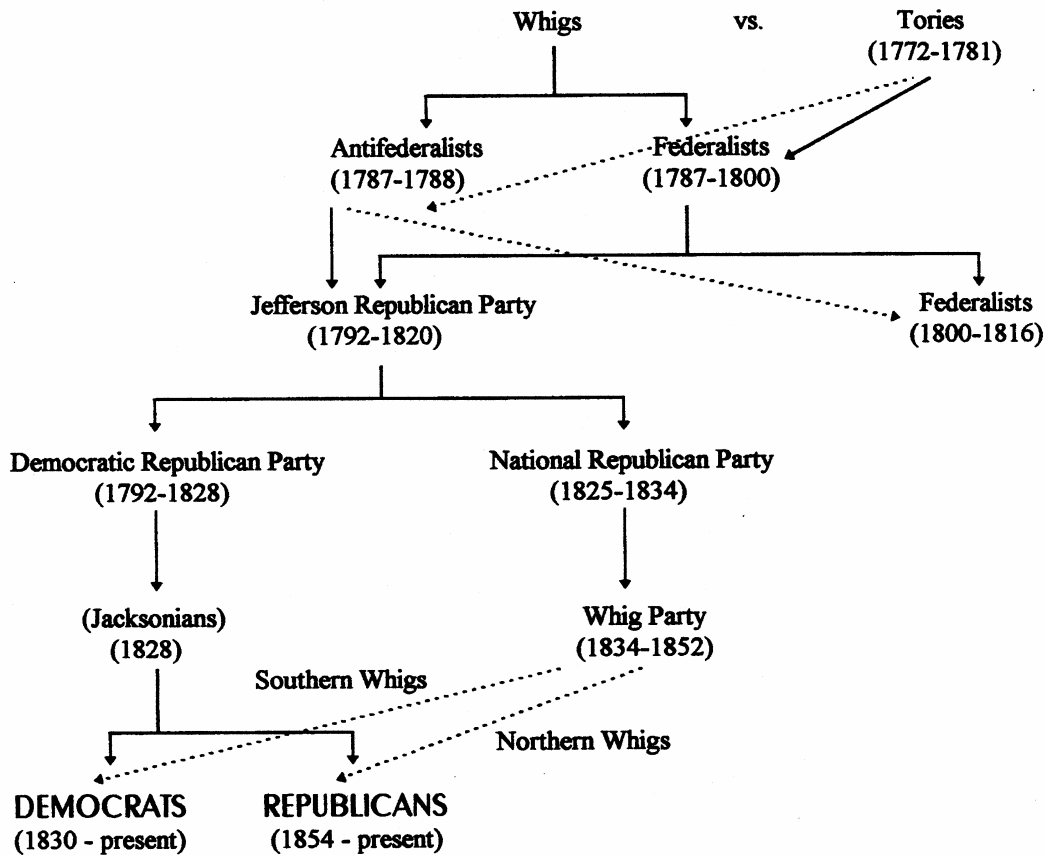 Whigs vs. Tories
(1772-1781)
Antifederalists
(1787-1788)
Federalists
(1787-1800)
Jefferson Republican Party
(1792-1820)
Federalists
(1800-1816)
Democratic Republican Party
(1792-1828)
National Republican Party
(1825-1834)
(Jacksonians)
(1828)
Whig Party
(1834-1852)
Southern Whigs
Northern Whigs
DEMOCRATS
(1830 - present)
REPUBLICANS
(1854 - present)